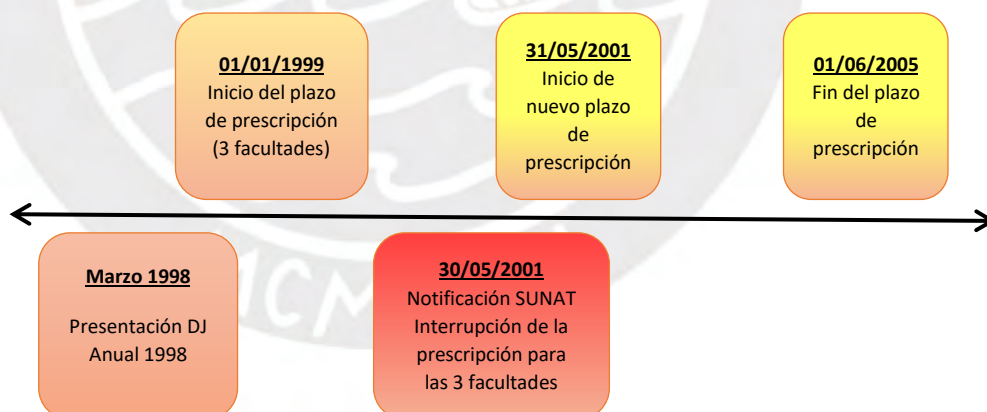 01/01/1999
Inicio del plazo
de prescripción
(3 facultades)
31/05/2001
Inicio de
nuevo plazo
de
prescripción
01/06/2005
Fin del plazo
de
prescripción
Marzo 1998
Presentación DJ
Anual 1998
30/05/2001
Notificación SUNAT
Interrupción de la
prescripción para
las 3 facultades